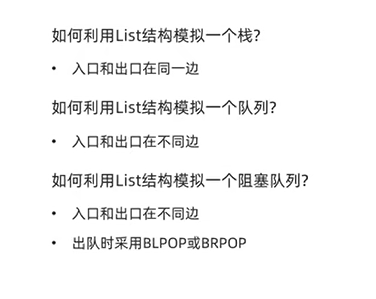 如何利用List结构模拟一个栈?
• 入口和出口在同一边
如何利用List结构模拟一个队列?
• 入口和出口在不同边
如何利用List结构模拟一个阻塞队列?
• 入口和出口在不同边
• 出队时采用BLPOP或BRPOP